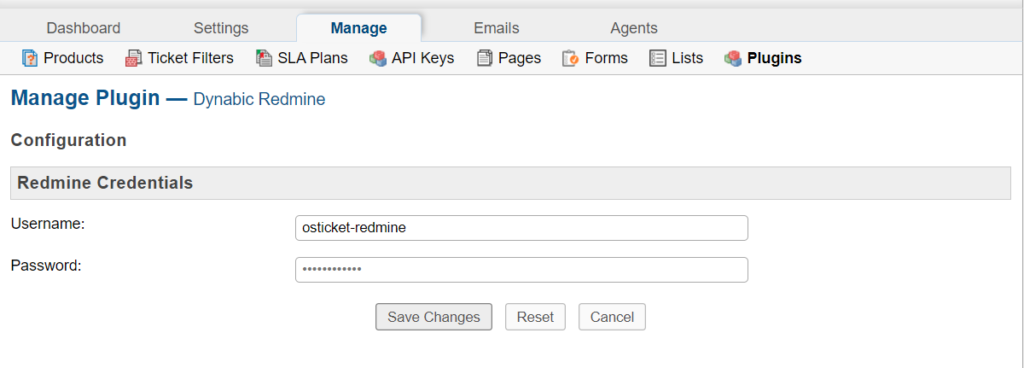 Dashboard Settings Manage Emails Agents
Products Ticket Filters SLA Plans API Keys Pages Forms Lists Plugins
Manage Plugin — Dynabic Redmine
Configuration
Redmine Credentials
Username: osticket-redmine
Password: ••••••••••••
Save Changes Reset Cancel